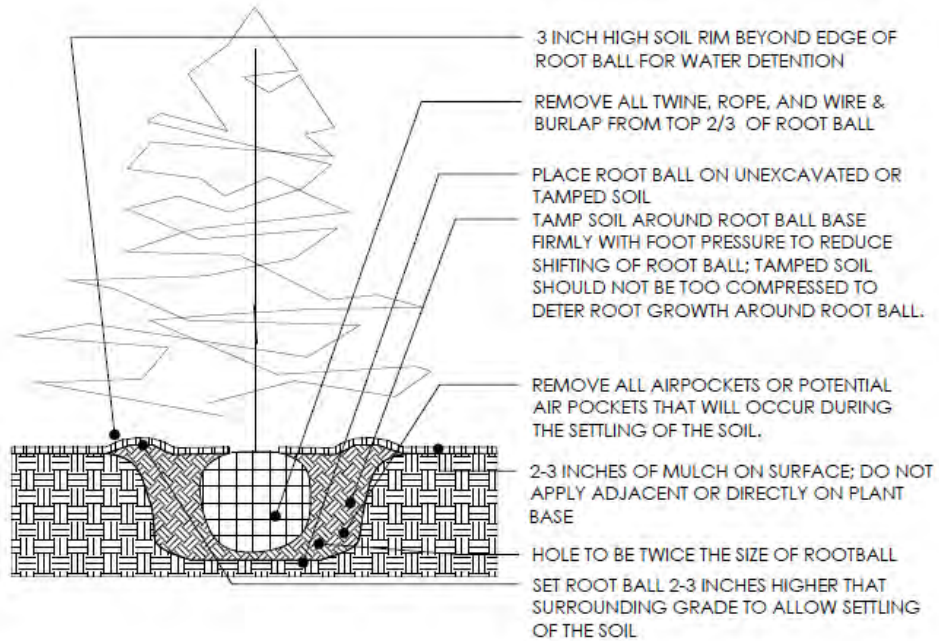 3 INCH HIGH SOIL RIM BEYOND EDGE OF
ROOT BALL FOR WATER DETENTION
REMOVE ALL TWINE, ROPE, AND WIRE &
BURLAP FROM TOP 2/3 OF ROOT BALL
PLACE ROOT BALL ON UNEXCAVATED OR
TAMPED SOIL
TAMP SOIL AROUND ROOT BALL BASE
FIRMLY WITH FOOT PRESSURE TO REDUCE
SHIFTING OF ROOT BALL; TAMPED SOIL
SHOULD NOT BE TOO COMPRESSED TO
DETER ROOT GROWTH AROUND ROOT BALL.
REMOVE ALL AIRPOCKETS OR POTENTIAL
AIR POCKETS THAT WILL OCCUR DURING
THE SETTLING OF THE SOIL.
2-3 INCHES OF MULCH ON SURFACE; DO NOT
APPLY ADJACENT OR DIRECTLY ON PLANT
BASE
HOLE TO BE TWICE THE SIZE OF ROOTBALL
SET ROOT BALL 2-3 INCHES HIGHER THAT
SURROUNDING GRADE TO ALLOW SETTLING
OF THE SOIL